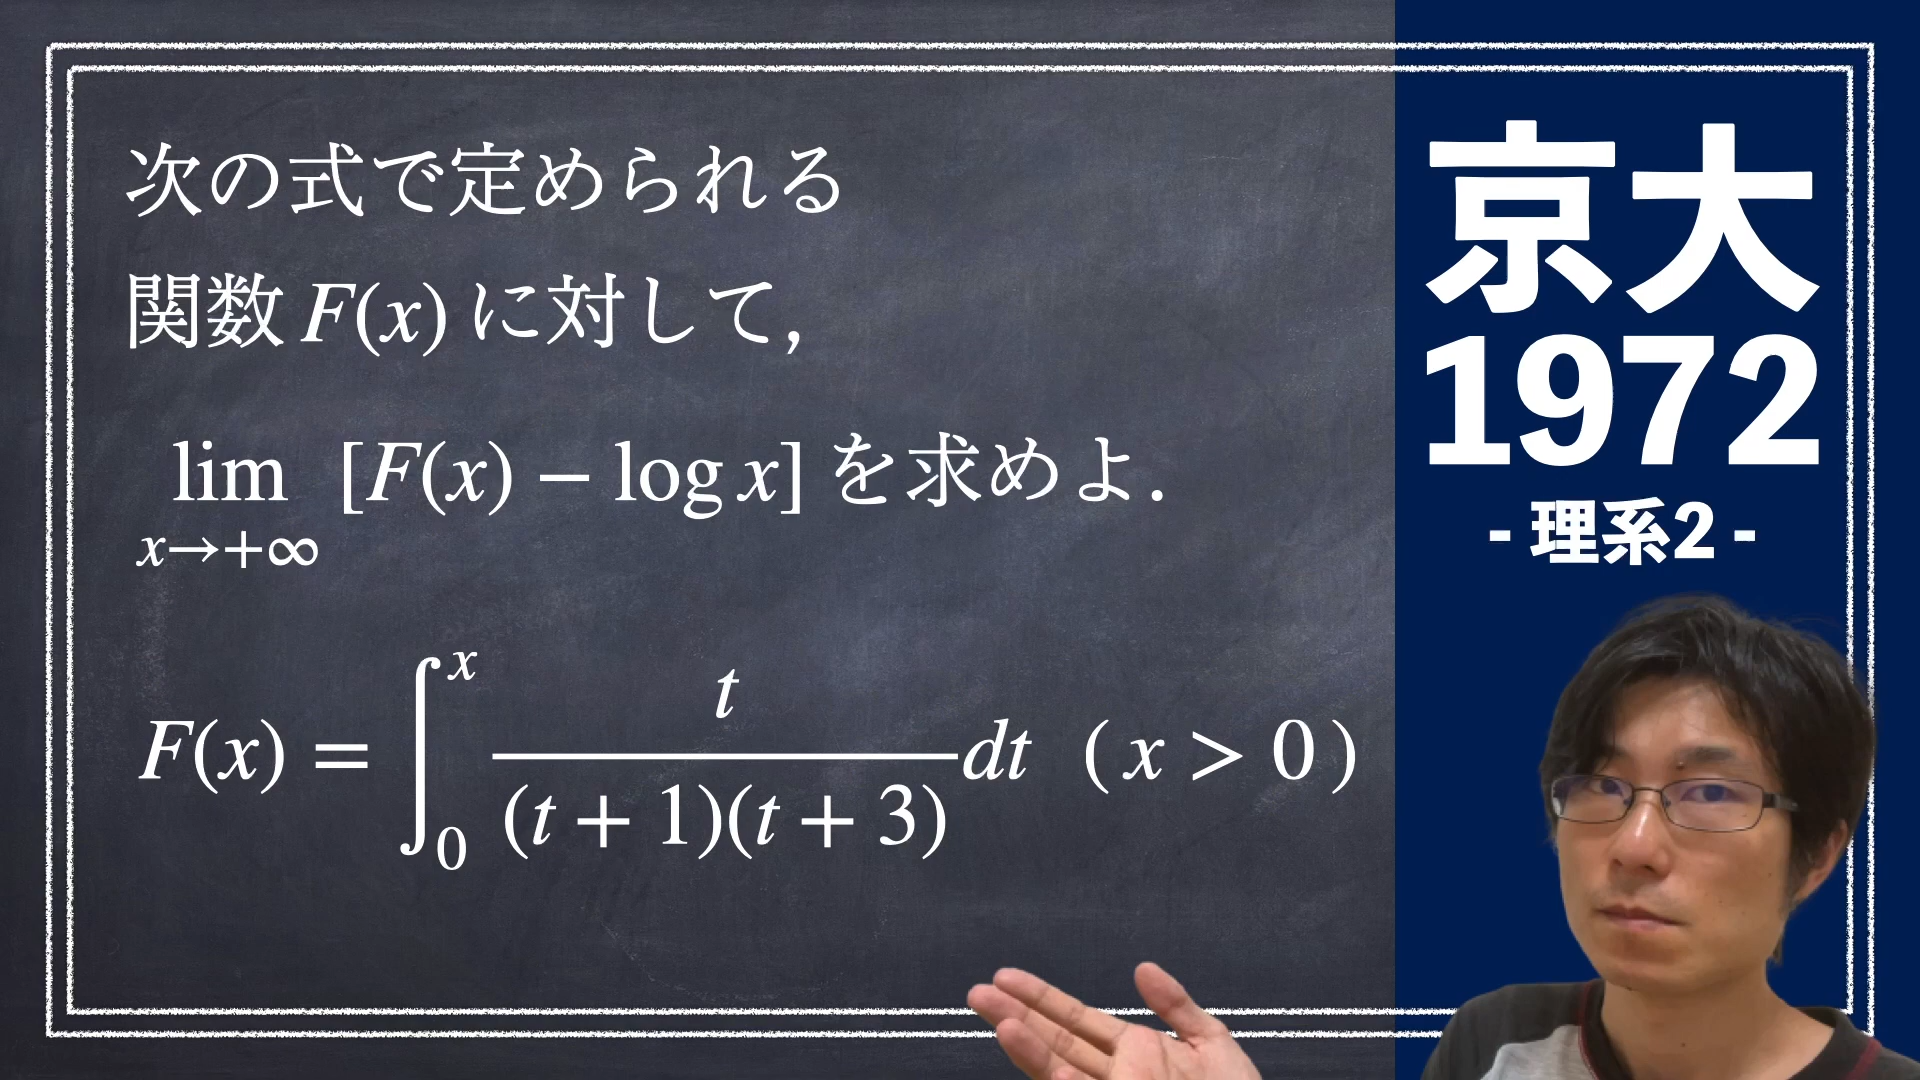 次の式で定められる
関数 F(x) に対して,
lim [F(x) − log x] を求めよ.
x→+∞
F(x) = ∫₀ˣ t / ((t + 1)(t + 3)) dt ( x > 0 )
京大
1972
- 理系2 -